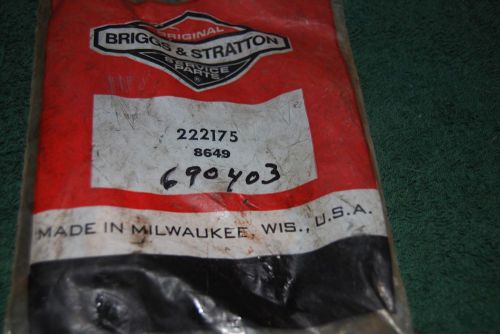 ORIGINAL
BRIGGS & STRATTON
SERVICE
PARTS
222175
8649
690403
MADE IN MILWAUKEE, WIS., U.S.A.